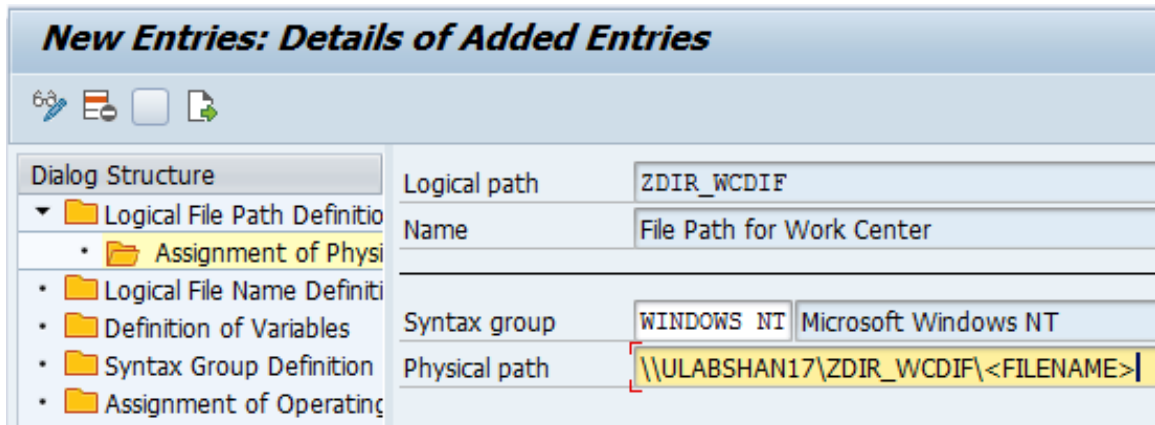 New Entries: Details of Added Entries
Dialog Structure
Logical File Path Definitio
Assignment of Physi
Logical File Name Definiti
Definition of Variables
Syntax Group Definition
Assignment of Operating
Logical path ZDIR_WCDIF
Name File Path for Work Center
Syntax group WINDOWS NT Microsoft Windows NT
Physical path \\ULABSHAN17\ZDIR_WCDIF\<FILENAME>